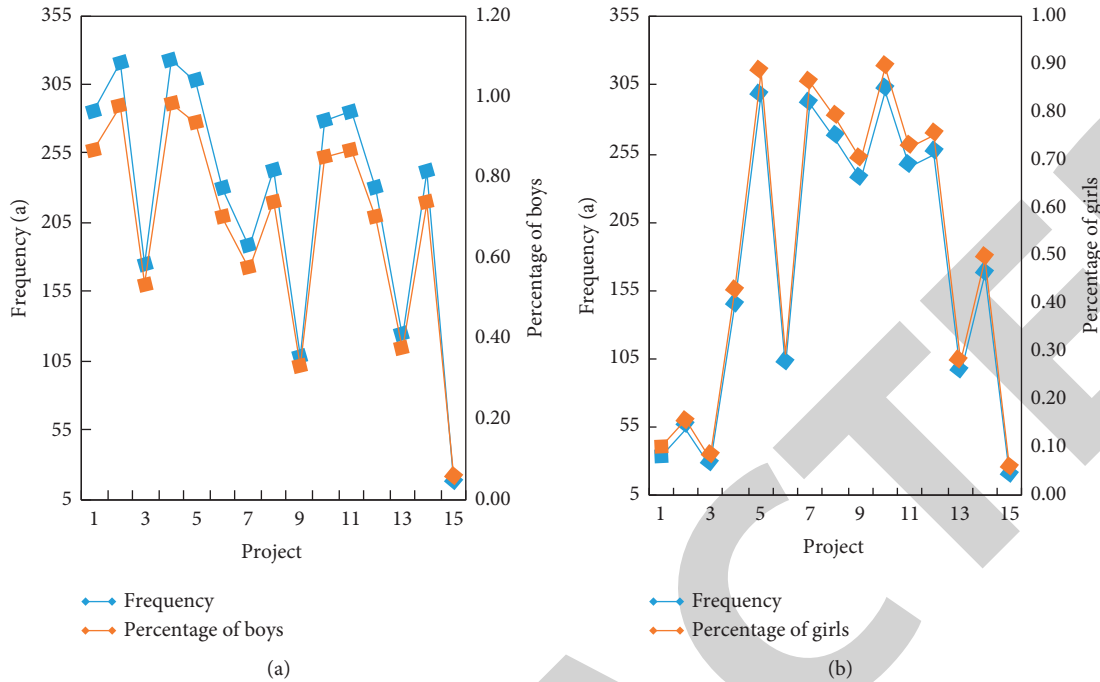 355
305
255
205
155
105
55
5
Frequency (a)
1.20
1.00
0.80
0.60
0.40
0.20
0.00
Percentage of boys
1 3 5 7 9 11 13 15
Project
Frequency
Percentage of boys
(a)
355
305
255
205
155
105
55
5
Frequency (a)
1.00
0.90
0.80
0.70
0.60
0.50
0.40
0.30
0.20
0.10
0.00
Percentage of girls
1 3 5 7 9 11 13 15
Project
Frequency
Percentage of girls
(b)